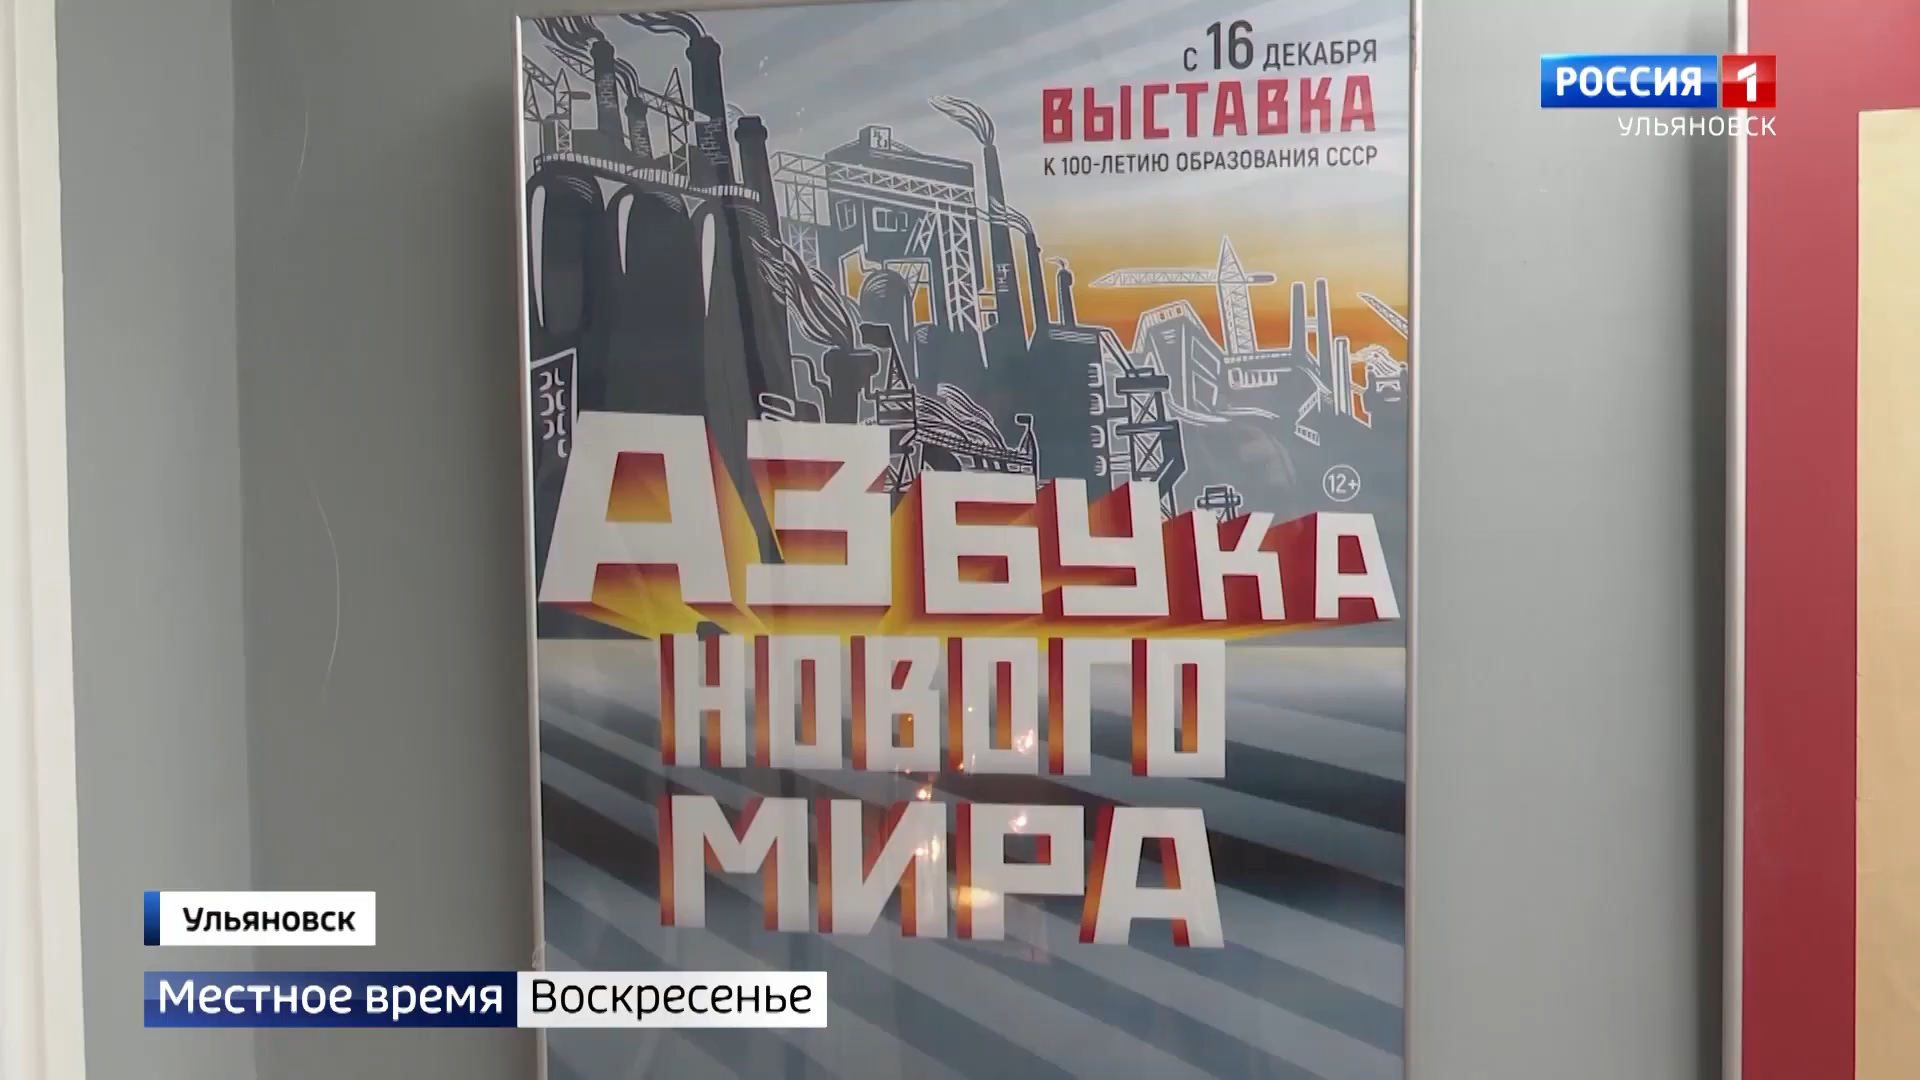 С 16 ДЕКАБРЯ
ВЫСТАВКА
К 100-ЛЕТИЮ ОБРАЗОВАНИЯ СССР
РОССИЯ 1
УЛЬЯНОВСК
12+
АЗБУКА
НОВОГО
МИРА
Ульяновск
Местное время Воскресенье